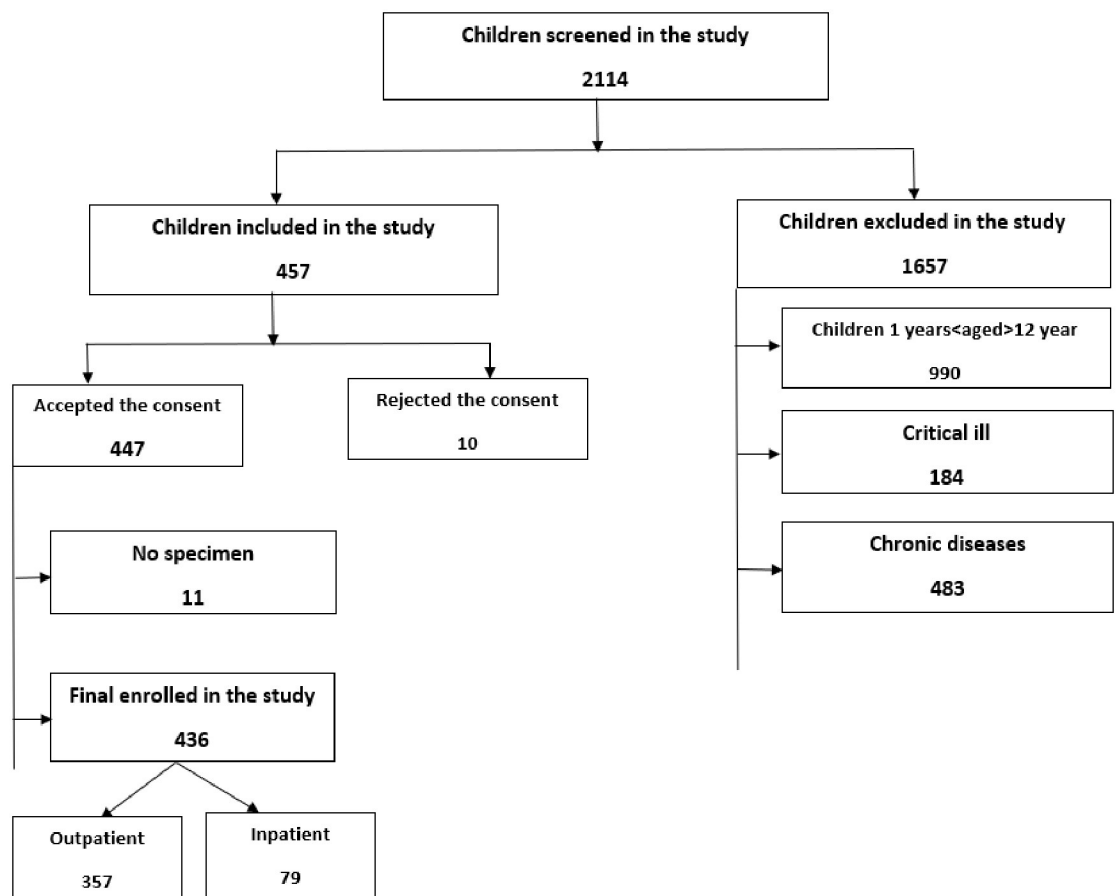 Children screened in the study
2114
Children included in the study
457
Children excluded in the study
1657
Children 1 years<aged>12 year
990
Accepted the consent
447
Rejected the consent
10
Critical ill
184
No specimen
11
Chronic diseases
483
Final enrolled in the study
436
Outpatient
357
Inpatient
79